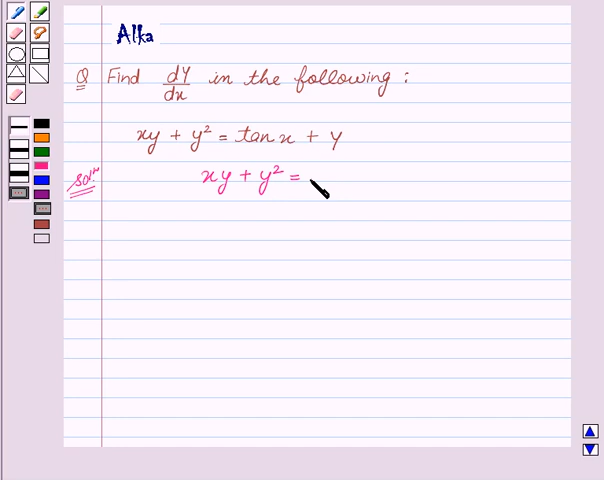 Alka
Q Find dy/dx in the following :
xy + y² = tan x + y
Solⁿ
xy + y² =